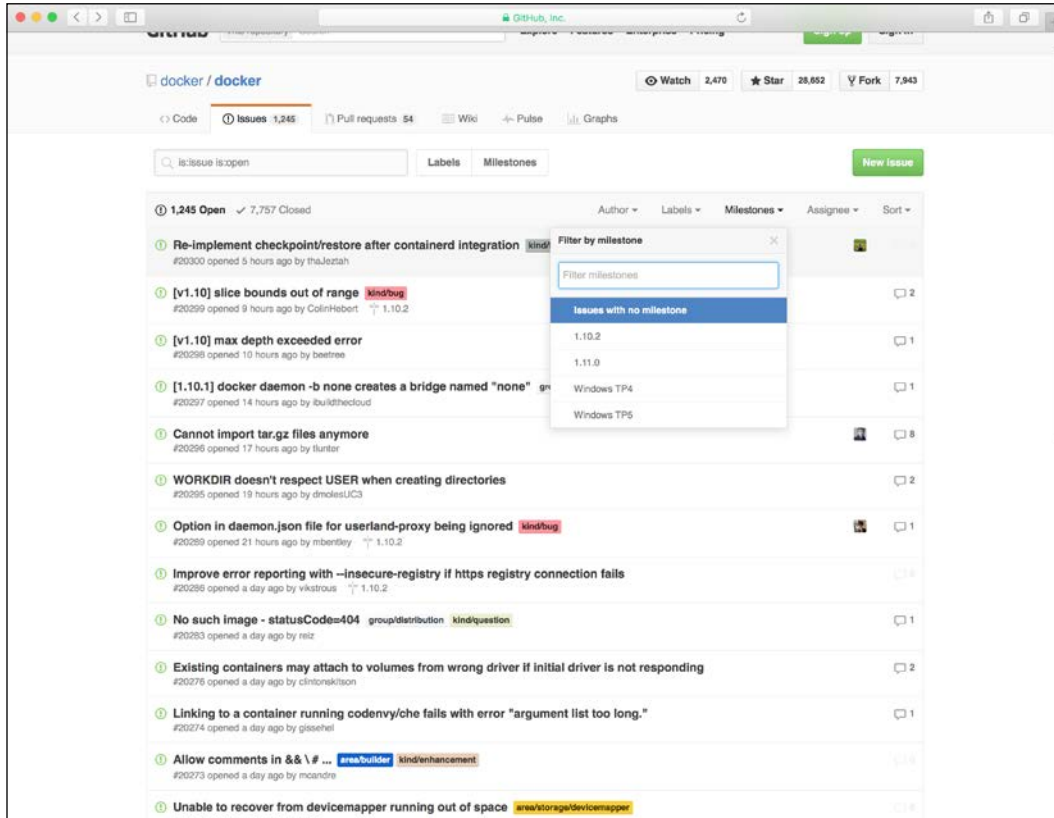 GitHub, Inc.
docker / docker
Watch 2,470 Star 28,652 Fork 7,943
Code Issues 1,245 Pull requests 54 Wiki Pulse Graphs
is:issue is:open Labels Milestones New issue
1,245 Open 7,757 Closed Author Labels Milestones Assignee Sort
Re-implement checkpoint/restore after containerd integration
#20300 opened 5 hours ago by thaJeztah
Filter by milestone
Filter milestones
Issues with no milestone
1.10.2
1.11.0
Windows TP4
Windows TP5
[v1.10] slice bounds out of range kind/bug 2
#20299 opened 9 hours ago by ColinHebert 1.10.2
[v1.10] max depth exceeded error 1
#20298 opened 10 hours ago by beetree
[1.10.1] docker daemon -b none creates a bridge named "none" 1
#20297 opened 14 hours ago by ibuildthecloud
Cannot import tar.gz files anymore 8
#20296 opened 17 hours ago by tlunter
WORKDIR doesn't respect USER when creating directories 2
#20295 opened 19 hours ago by dmolesUC3
Option in daemon.json file for userland-proxy being ignored kind/bug 1
#20289 opened 21 hours ago by mbentley 1.10.2
Improve error reporting with --insecure-registry if https registry connection fails
#20286 opened a day ago by vikstrous 1.10.2
No such image - statusCode=404 group/distribution kind/question 1
#20283 opened a day ago by reiz
Existing containers may attach to volumes from wrong driver if initial driver is not responding 2
#20276 opened a day ago by clintonskitson
Linking to a container running codenvy/che fails with error "argument list too long." 1
#20274 opened a day ago by gissehel
Allow comments in && \ # ... area/builder kind/enhancement
#20273 opened a day ago by mcandre
Unable to recover from devicemapper running out of space area/storage/devicemapper